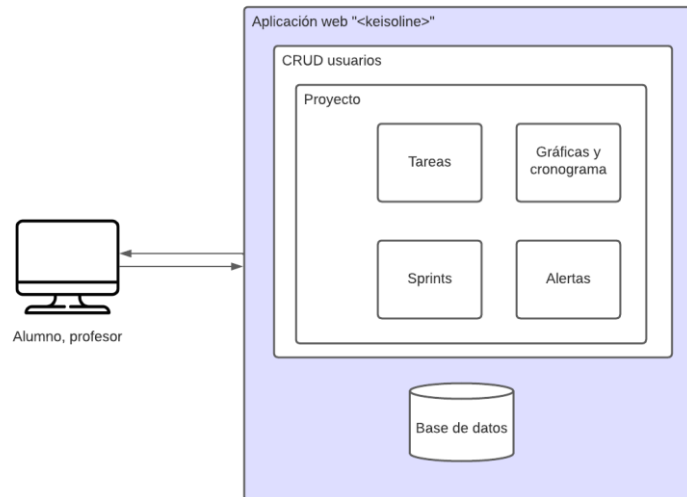 Aplicación web "<keisoline>"
CRUD usuarios
Proyecto
Tareas
Gráficas y
cronograma
Sprints
Alertas
Alumno, profesor
Base de datos